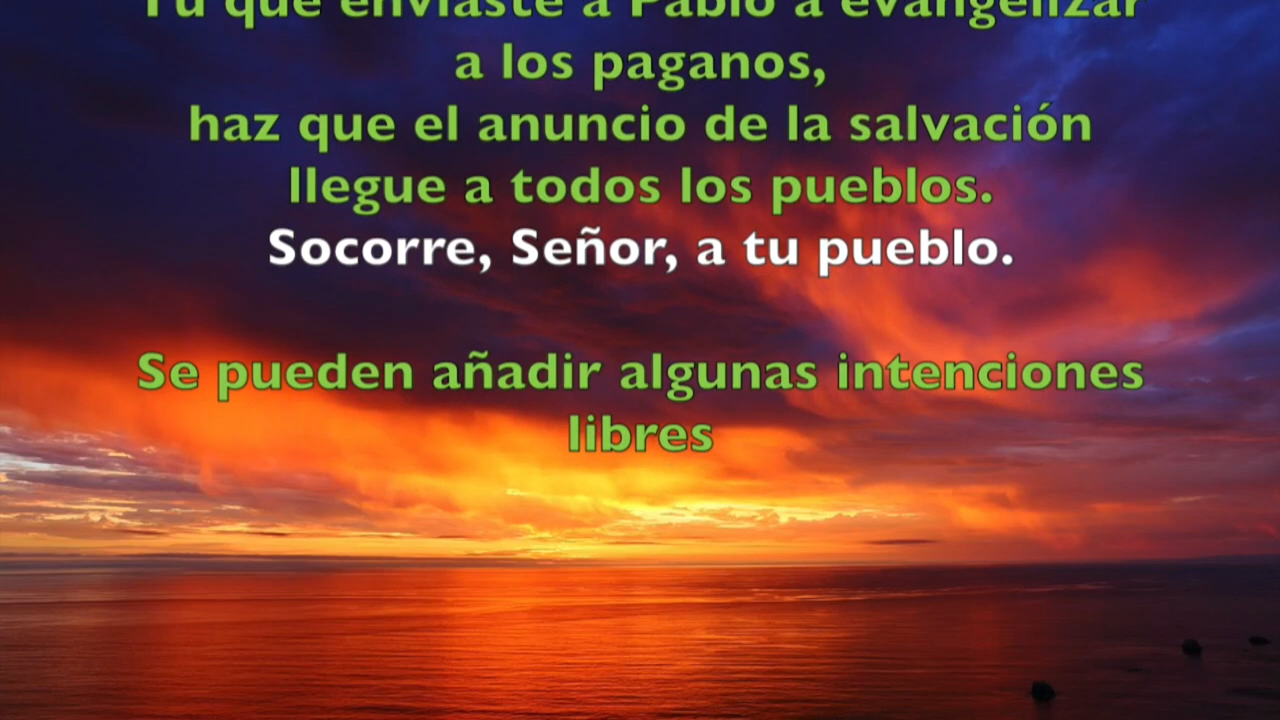 Tú que enviaste a Pablo a evangelizar
a los paganos,
haz que el anuncio de la salvación
llegue a todos los pueblos.
Socorre, Señor, a tu pueblo.
Se pueden añadir algunas intenciones
libres